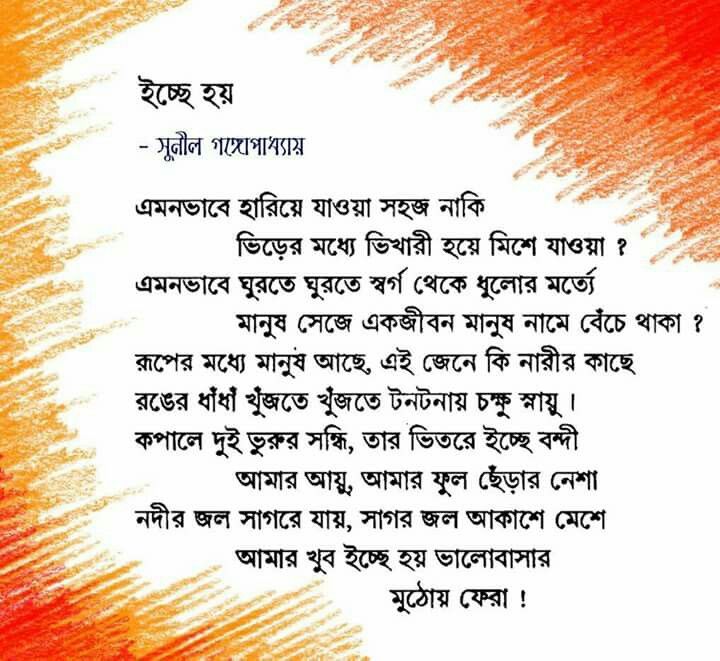 ইচ্ছে হয়
- সুনীল গঙ্গোপাধ্যায়
এমনভাবে হারিয়ে যাওয়া সহজ নাকি
ভিড়ের মধ্যে ভিখারী হয়ে মিশে যাওয়া ?
এমনভাবে ঘুরতে ঘুরতে স্বর্গ থেকে ধুলোর মর্ত্যে
মানুষ সেজে একজীবন মানুষ নামে বেঁচে থাকা ?
রূপের মধ্যে মানুষ আছে, এই জেনে কি নারীর কাছে
রঙের ধাঁধাঁ খুঁজতে খুঁজতে টনটনায় চক্ষু স্নায়ু ।
কপালে দুই ভুরুর সন্ধি, তার ভিতরে ইচ্ছে বন্দী
আমার আয়ু, আমার ফুল ছেঁড়ার নেশা
নদীর জল সাগরে যায়, সাগর জল আকাশে মেশে
আমার খুব ইচ্ছে হয় ভালোবাসার
মুঠোয় ফেরা !